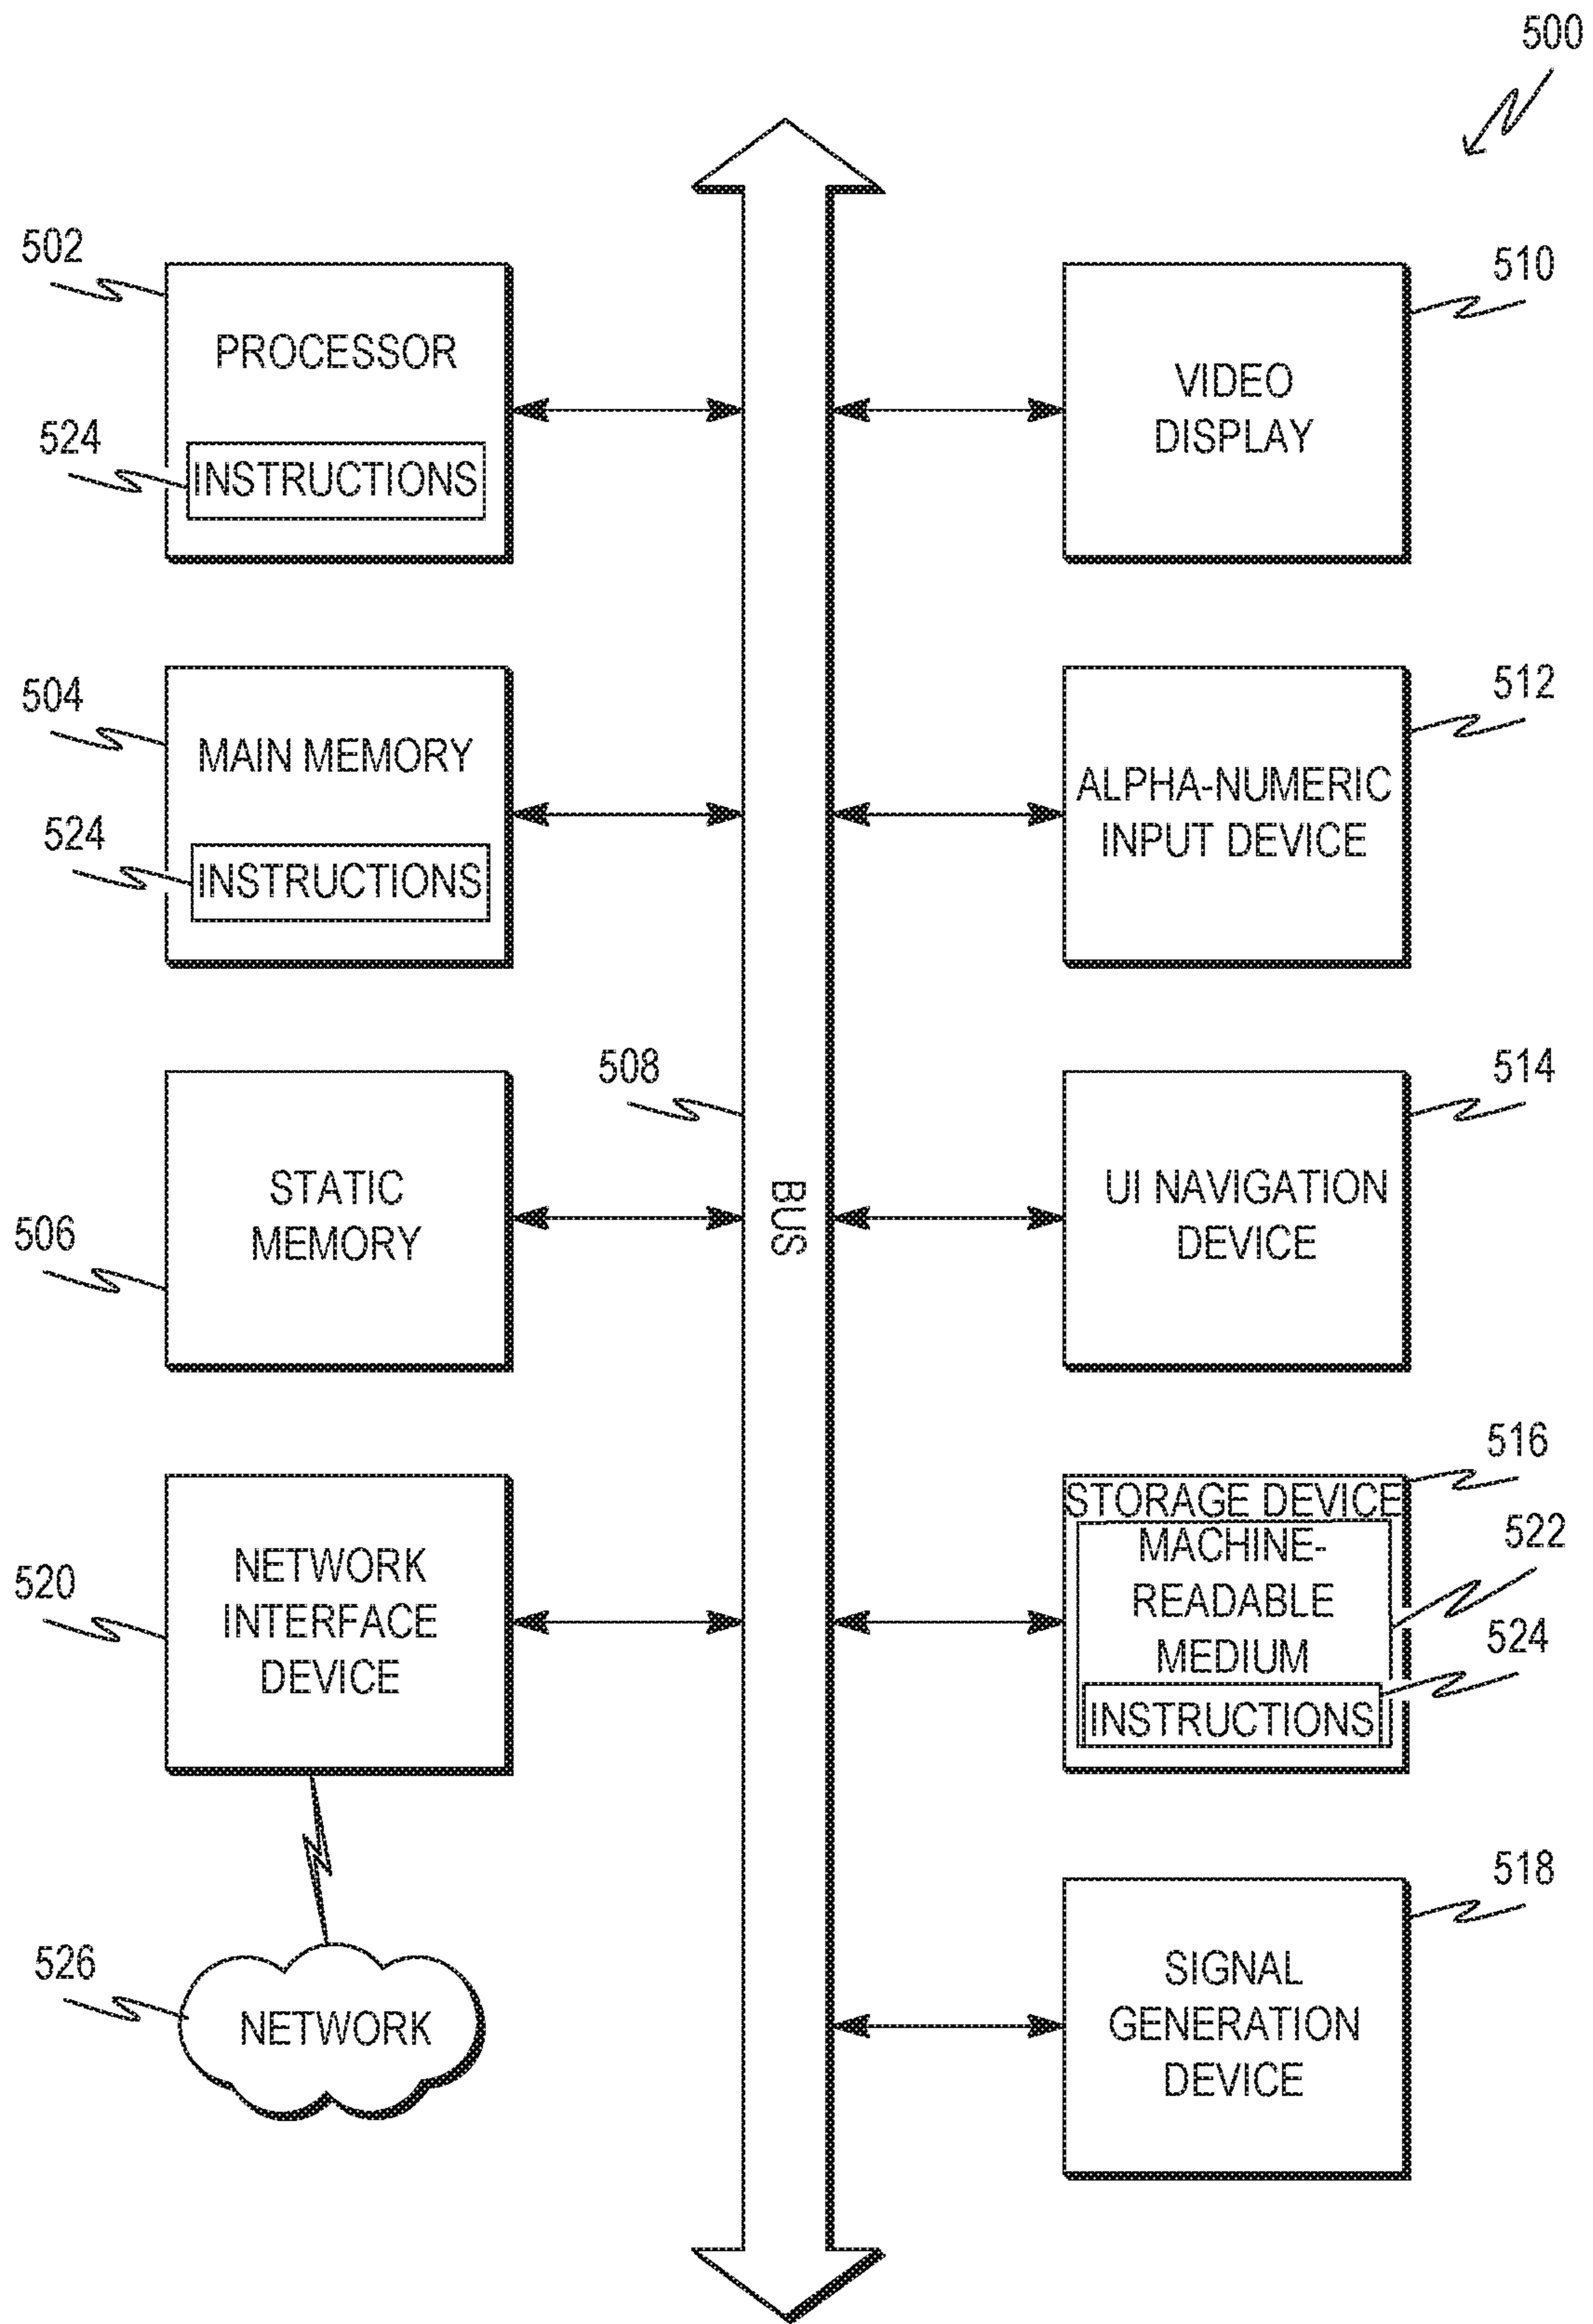 500
502
PROCESSOR
524
INSTRUCTIONS
510
VIDEO
DISPLAY
504
MAIN MEMORY
524
INSTRUCTIONS
512
ALPHA-NUMERIC
INPUT DEVICE
506
STATIC
MEMORY
508
BUS
514
UI NAVIGATION
DEVICE
520
NETWORK
INTERFACE
DEVICE
516
STORAGE DEVICE
522
MACHINE-
READABLE
MEDIUM
524
INSTRUCTIONS
526
NETWORK
518
SIGNAL
GENERATION
DEVICE